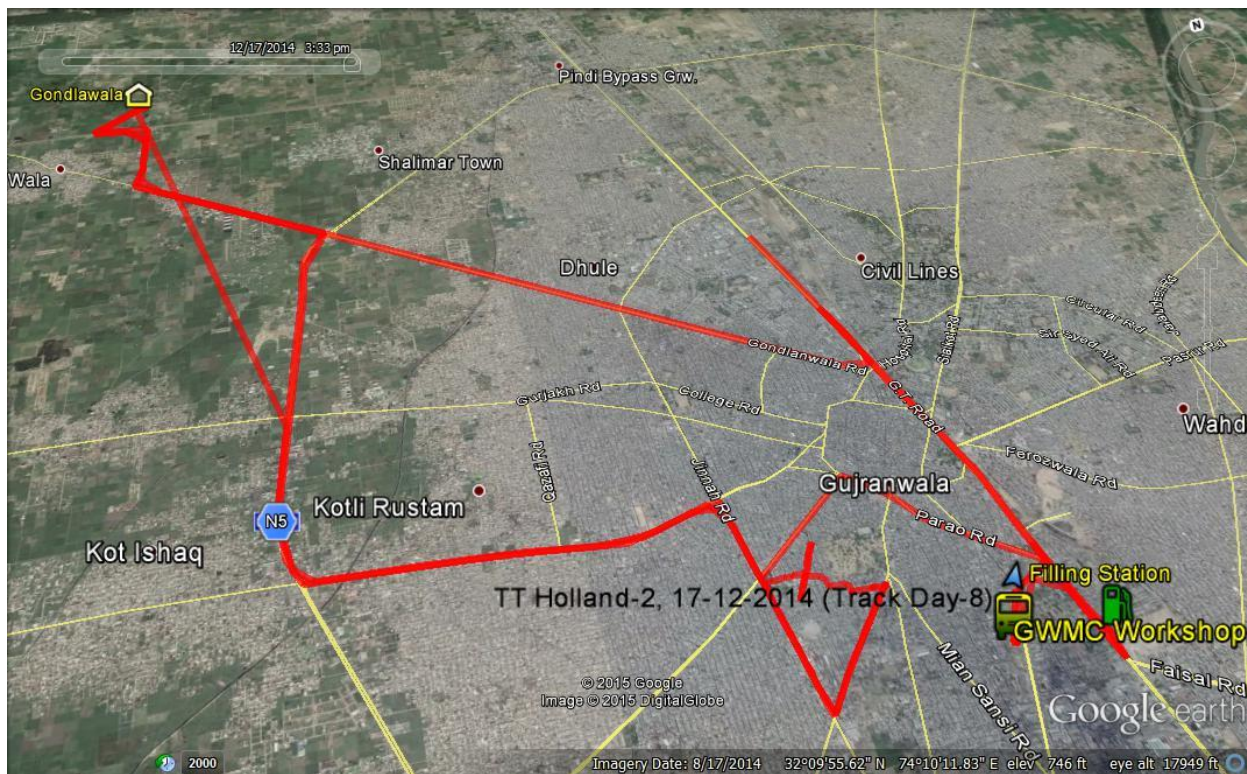 12/17/2014 3:33 pm
N
Pindi Bypass Grw.
Gondlawala
Shalimar Town
Wala
Dhule
Civil Lines
Circular Rd
Sir Syed Ali Rd
Pasrur Rd
Hospital Rd
Gondlanwala Rd
G.T. Road
Gurjakh Rd
College Rd
Wahd
Qazafi Rd
Jinnah Rd
Ferozwala Rd
Gujranwala
Kotli Rustam
N5
Parao Rd
Kot Ishaq
Filling Station
TT Holland-2, 17-12-2014 (Track Day-8)
GWMC Workshop
Mian Sansi Rd
Faisal Rd
© 2015 Google
Image © 2015 DigitalGlobe
Google earth
2000
Imagery Date: 8/17/2014 32°09'55.62" N 74°10'11.83" E elev 746 ft eye alt 17949 ft